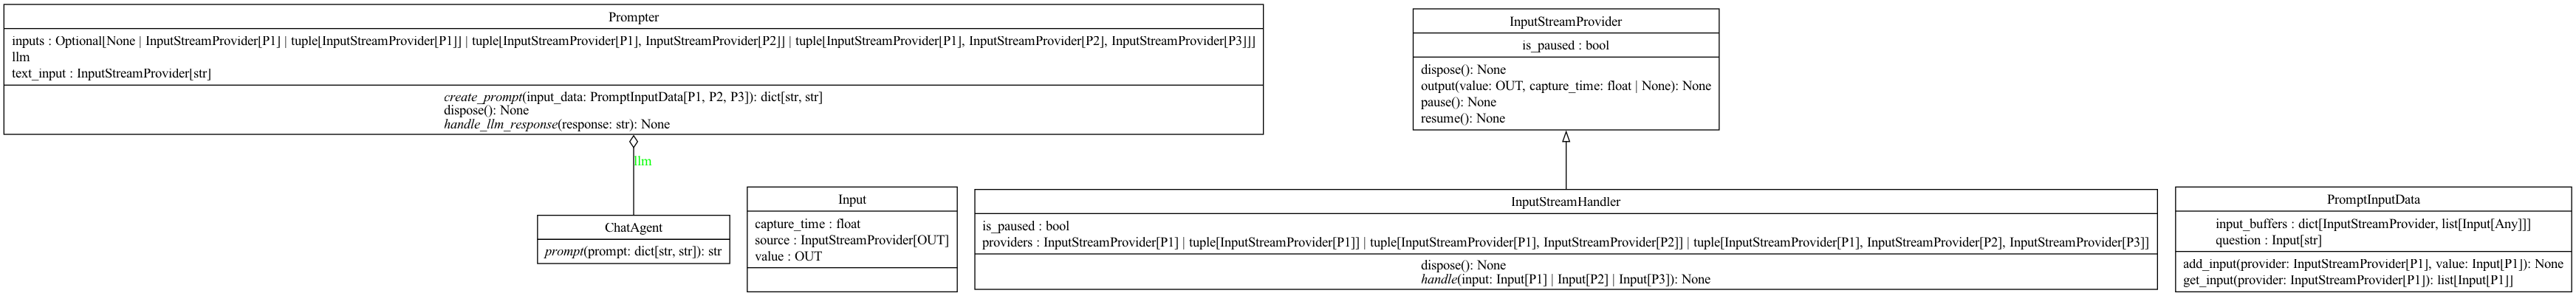 Prompter
inputs : Optional[None | InputStreamProvider[P1] | tuple[InputStreamProvider[P1]] | tuple[InputStreamProvider[P1], InputStreamProvider[P2]] | tuple[InputStreamProvider[P1], InputStreamProvider[P2], InputStreamProvider[P3]]]
llm
text_input : InputStreamProvider[str]
create_prompt(input_data: PromptInputData[P1, P2, P3]): dict[str, str]
dispose(): None
handle_llm_response(response: str): None
InputStreamProvider
is_paused : bool
dispose(): None
output(value: OUT, capture_time: float | None): None
pause(): None
resume(): None
llm
ChatAgent
prompt(prompt: dict[str, str]): str
Input
capture_time : float
source : InputStreamProvider[OUT]
value : OUT
InputStreamHandler
is_paused : bool
providers : InputStreamProvider[P1] | tuple[InputStreamProvider[P1]] | tuple[InputStreamProvider[P1], InputStreamProvider[P2]] | tuple[InputStreamProvider[P1], InputStreamProvider[P2], InputStreamProvider[P3]]
dispose(): None
handle(input: Input[P1] | Input[P2] | Input[P3]): None
PromptInputData
input_buffers : dict[InputStreamProvider, list[Input[Any]]]
question : Input[str]
add_input(provider: InputStreamProvider[P1], value: Input[P1]): None
get_input(provider: InputStreamProvider[P1]): list[Input[P1]]